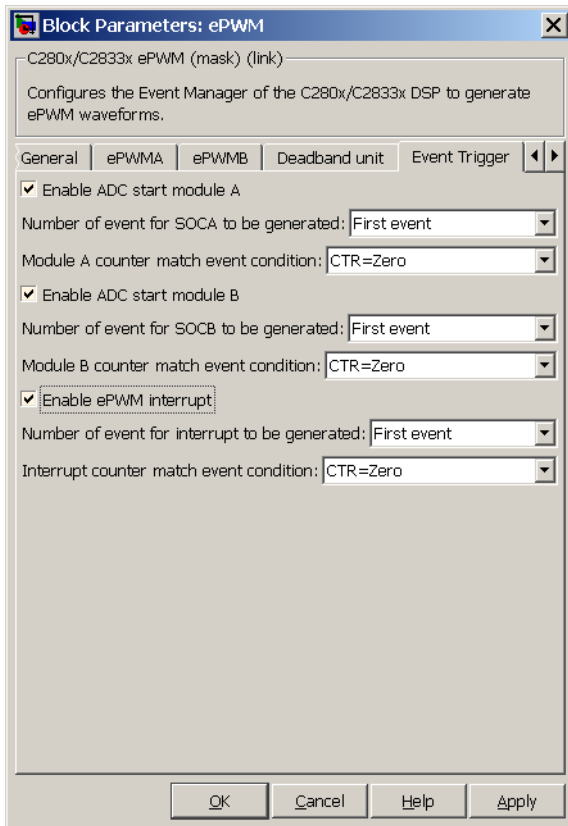 Block Parameters: ePWM
C280x/C2833x ePWM (mask) (link)
Configures the Event Manager of the C280x/C2833x DSP to generate
ePWM waveforms.
General ePWMA ePWMB Deadband unit Event Trigger
Enable ADC start module A
Number of event for SOCA to be generated: First event
Module A counter match event condition: CTR=Zero
Enable ADC start module B
Number of event for SOCB to be generated: First event
Module B counter match event condition: CTR=Zero
Enable ePWM interrupt
Number of event for interrupt to be generated: First event
Interrupt counter match event condition: CTR=Zero
OK Cancel Help Apply